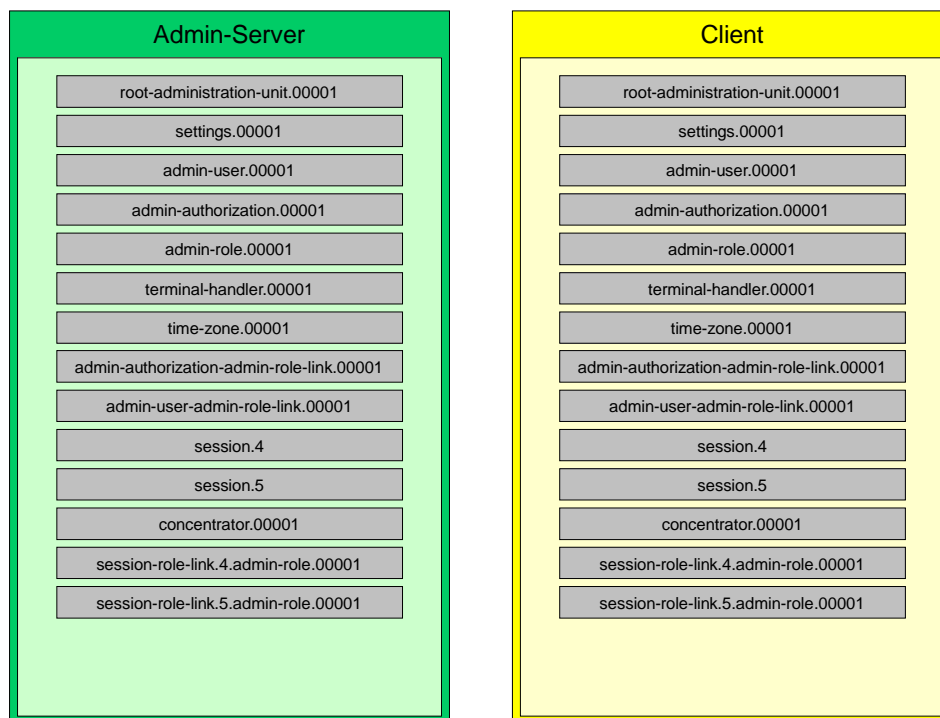 Admin-Server
root-administration-unit.00001
settings.00001
admin-user.00001
admin-authorization.00001
admin-role.00001
terminal-handler.00001
time-zone.00001
admin-authorization-admin-role-link.00001
admin-user-admin-role-link.00001
session.4
session.5
concentrator.00001
session-role-link.4.admin-role.00001
session-role-link.5.admin-role.00001
Client
root-administration-unit.00001
settings.00001
admin-user.00001
admin-authorization.00001
admin-role.00001
terminal-handler.00001
time-zone.00001
admin-authorization-admin-role-link.00001
admin-user-admin-role-link.00001
session.4
session.5
concentrator.00001
session-role-link.4.admin-role.00001
session-role-link.5.admin-role.00001